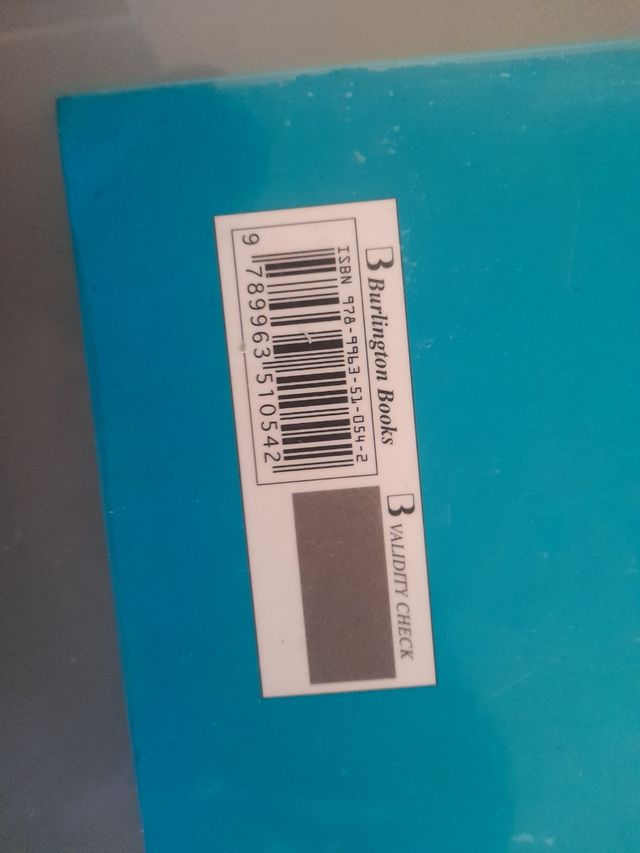 B Burlington Books
ISBN 978-9963-51-054-2
9 789963 510542
B VALIDITY CHECK